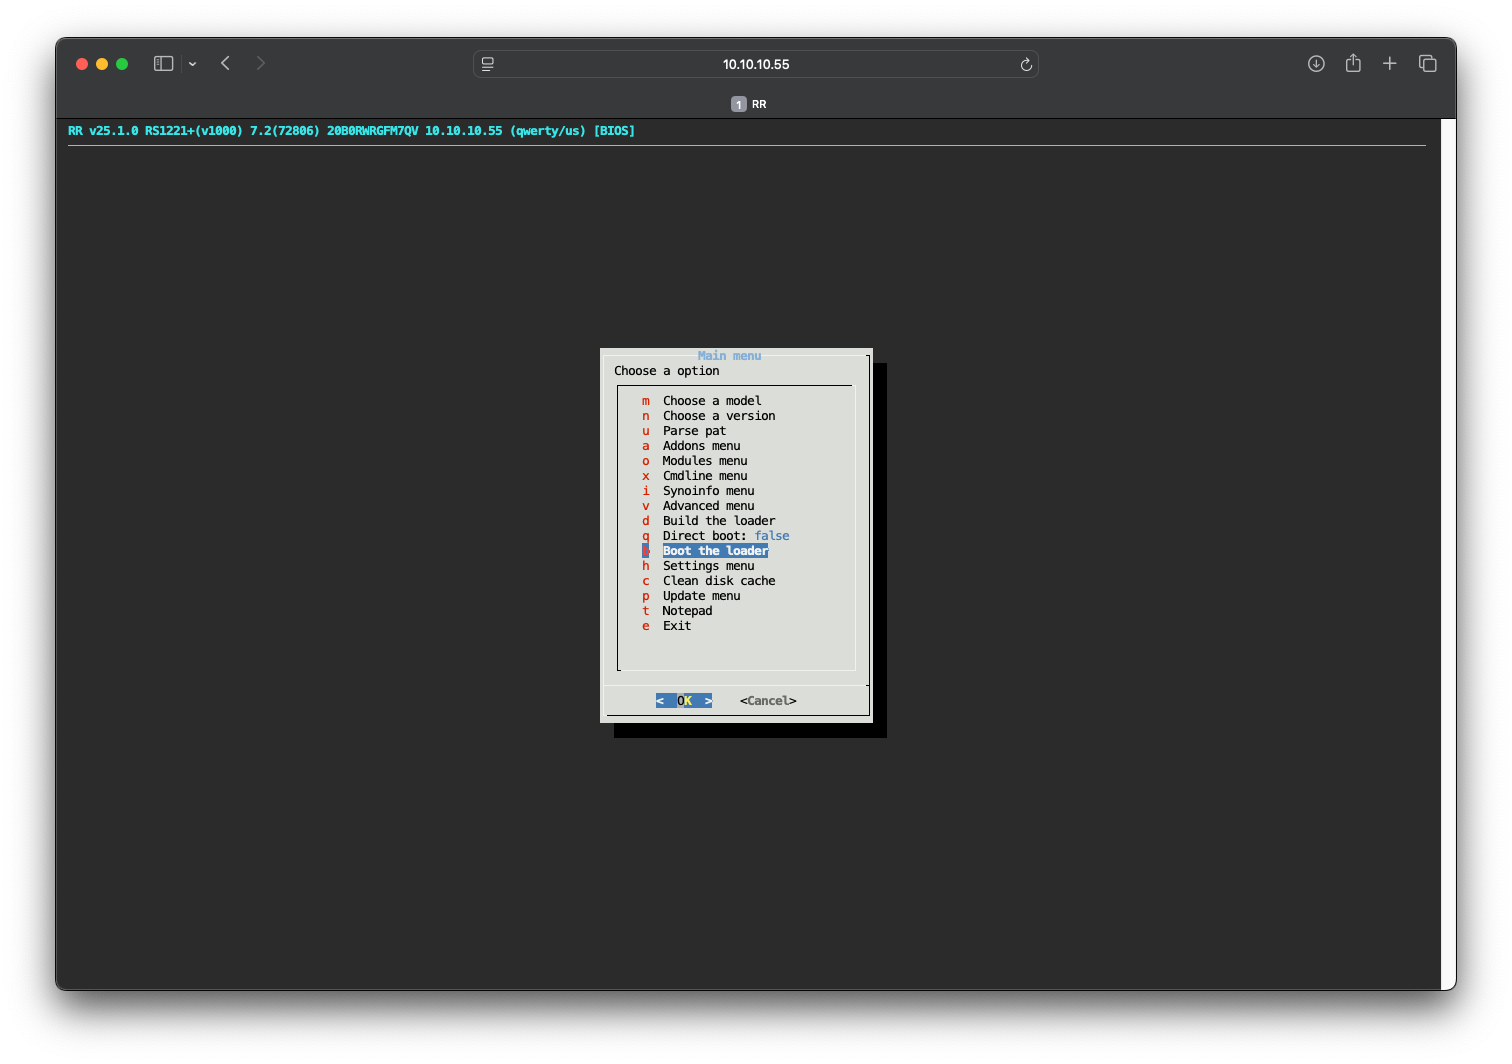 10.10.10.55
1 RR
RR v25.1.0 RS1221+(v1000) 7.2(72806) 20B0RWRGFM7QV 10.10.10.55 (qwerty/us) [BIOS]
Main menu
Choose a option
m Choose a model
n Choose a version
u Parse pat
a Addons menu
o Modules menu
x Cmdline menu
i Synoinfo menu
v Advanced menu
d Build the loader
q Direct boot: false
b Boot the loader
h Settings menu
c Clean disk cache
p Update menu
t Notepad
e Exit
< OK > <Cancel>